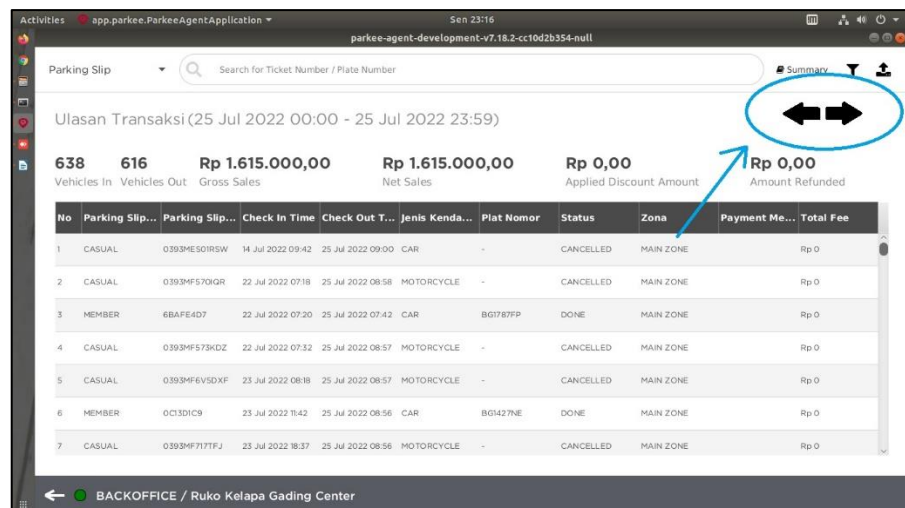 Activities app.parkee.ParkeeAgentApplication Sen 23:16
parkee-agent-development-v7.18.2-cc10d2b354-null
Parking Slip Search for Ticket Number / Plate Number Summary
Ulasan Transaksi (25 Jul 2022 00:00 - 25 Jul 2022 23:59)
638 616 Rp 1.615.000,00 Rp 1.615.000,00 Rp 0,00 Rp 0,00
Vehicles In Vehicles Out Gross Sales Net Sales Applied Discount Amount Amount Refunded
No Parking Slip... Parking Slip... Check In Time Check Out T... Jenis Kenda... Plat Nomor Status Zona Payment Me... Total Fee
1 CASUAL 0393ME501RSW 14 Jul 2022 09:42 25 Jul 2022 09:00 CAR - CANCELLED MAIN ZONE Rp 0
2 CASUAL 0393MF570IQR 22 Jul 2022 07:18 25 Jul 2022 08:58 MOTORCYCLE - CANCELLED MAIN ZONE Rp 0
3 MEMBER 6BAFE4D7 22 Jul 2022 07:20 25 Jul 2022 07:42 CAR BG1787FP DONE MAIN ZONE Rp 0
4 CASUAL 0393MF573KDZ 22 Jul 2022 07:32 25 Jul 2022 08:57 MOTORCYCLE - CANCELLED MAIN ZONE Rp 0
5 CASUAL 0393MF6VSDXF 23 Jul 2022 08:18 25 Jul 2022 08:57 MOTORCYCLE - CANCELLED MAIN ZONE Rp 0
6 MEMBER 0C13D1C9 23 Jul 2022 11:42 25 Jul 2022 08:56 CAR BG1427NE DONE MAIN ZONE Rp 0
7 CASUAL 0393MF717TFJ 23 Jul 2022 18:37 25 Jul 2022 08:56 MOTORCYCLE - CANCELLED MAIN ZONE Rp 0
BACKOFFICE / Ruko Kelapa Gading Center